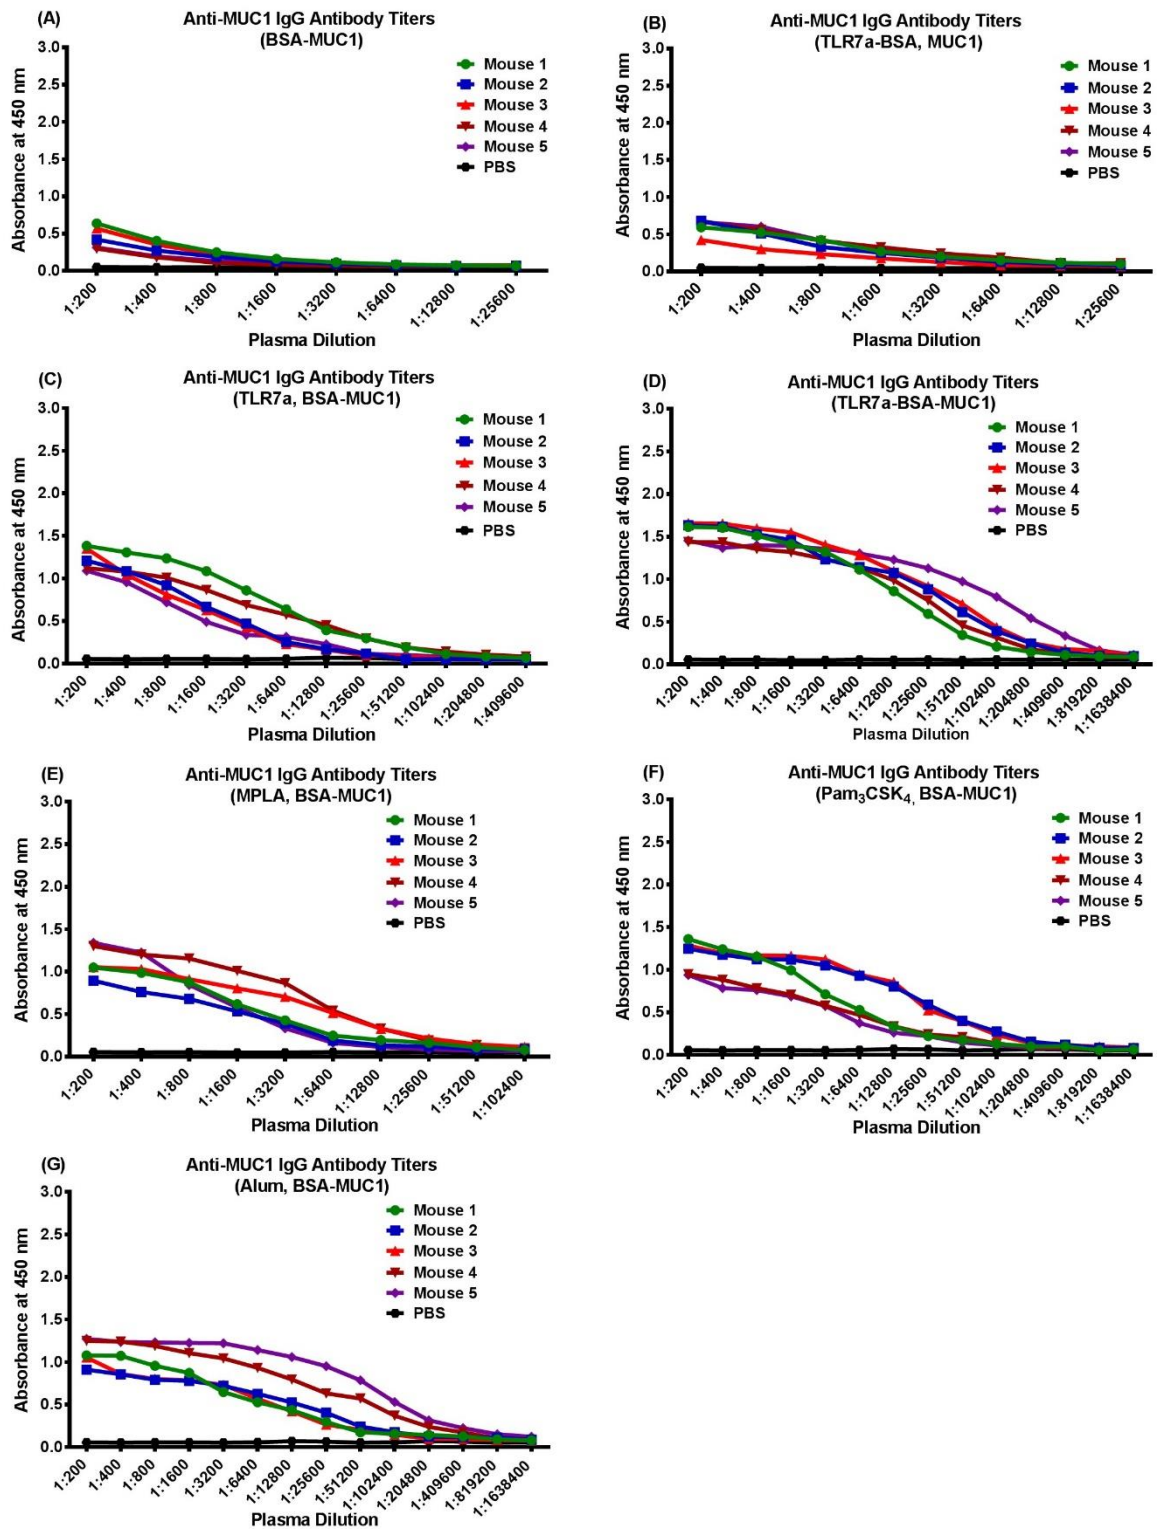 (A)
Anti-MUC1 IgG Antibody Titers
(BSA-MUC1)
Absorbance at 450 nm
3.0
2.5
2.0
1.5
1.0
0.5
0.0
Mouse 1
Mouse 2
Mouse 3
Mouse 4
Mouse 5
PBS
1:200
1:400
1:800
1:1600
1:3200
1:6400
1:12800
1:25600
Plasma Dilution
(B)
Anti-MUC1 IgG Antibody Titers
(TLR7a-BSA, MUC1)
Absorbance at 450 nm
3.0
2.5
2.0
1.5
1.0
0.5
0.0
Mouse 1
Mouse 2
Mouse 3
Mouse 4
Mouse 5
PBS
1:200
1:400
1:800
1:1600
1:3200
1:6400
1:12800
1:25600
Plasma Dilution
(C)
Anti-MUC1 IgG Antibody Titers
(TLR7a, BSA-MUC1)
Absorbance at 450 nm
3.0
2.5
2.0
1.5
1.0
0.5
0.0
Mouse 1
Mouse 2
Mouse 3
Mouse 4
Mouse 5
PBS
1:200
1:400
1:800
1:1600
1:3200
1:6400
1:12800
1:25600
1:51200
1:102400
1:204800
1:409600
Plasma Dilution
(D)
Anti-MUC1 IgG Antibody Titers
(TLR7a-BSA-MUC1)
Absorbance at 450 nm
3.0
2.5
2.0
1.5
1.0
0.5
0.0
Mouse 1
Mouse 2
Mouse 3
Mouse 4
Mouse 5
PBS
1:200
1:400
1:800
1:1600
1:3200
1:6400
1:12800
1:25600
1:51200
1:102400
1:204800
1:409600
1:819200
1:1638400
Plasma Dilution
(E)
Anti-MUC1 IgG Antibody Titers
(MPLA, BSA-MUC1)
Absorbance at 450 nm
3.0
2.5
2.0
1.5
1.0
0.5
0.0
Mouse 1
Mouse 2
Mouse 3
Mouse 4
Mouse 5
PBS
1:200
1:400
1:800
1:1600
1:3200
1:6400
1:12800
1:25600
1:51200
1:102400
Plasma Dilution
(F)
Anti-MUC1 IgG Antibody Titers
(Pam₃CSK₄, BSA-MUC1)
Absorbance at 450 nm
3.0
2.5
2.0
1.5
1.0
0.5
0.0
Mouse 1
Mouse 2
Mouse 3
Mouse 4
Mouse 5
PBS
1:200
1:400
1:800
1:1600
1:3200
1:6400
1:12800
1:25600
1:51200
1:102400
1:204800
1:409600
1:819200
1:1638400
Plasma Dilution
(G)
Anti-MUC1 IgG Antibody Titers
(Alum, BSA-MUC1)
Absorbance at 450 nm
3.0
2.5
2.0
1.5
1.0
0.5
0.0
Mouse 1
Mouse 2
Mouse 3
Mouse 4
Mouse 5
PBS
1:200
1:400
1:800
1:1600
1:3200
1:6400
1:12800
1:25600
1:51200
1:102400
1:204800
1:409600
1:819200
1:1638400
Plasma Dilution